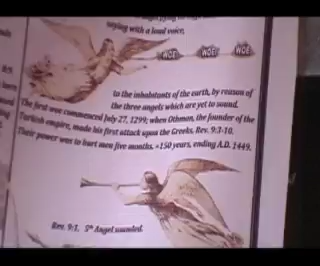 saying with a loud voice,
WOE! WOE! WOE
to the inhabitants of the earth, by reason of
the three angels which are yet to sound.
The first woe commenced July 27, 1299; when Othman, the founder of the
Turkish empire, made his first attack upon the Greeks. Rev. 9:3-10.
Their power was to hurt men five months. =150 years, ending A.D. 1449.
Rev. 9:1. 5th Angel sounded.